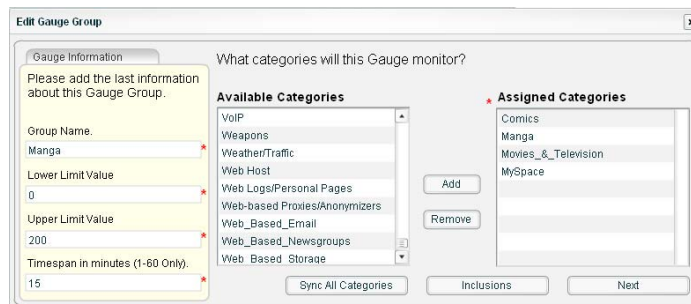 Edit Gauge Group
Gauge Information
Please add the last information
about this Gauge Group.
Group Name.
Manga
*
Lower Limit Value
0
Upper Limit Value
200
*
Timespan in minutes (1-60 Only).
15
*
What categories will this Gauge monitor?
Available Categories
VoIP
Weapons
Weather/Traffic
Web Host
Web Logs/Personal Pages
Web-based Proxies/Anonymizers
Web_Based_Email
Web_Based_Newsgroups
Web_Based_Storage
Add
Remove
* Assigned Categories
Comics
Manga
Movies_&_Television
MySpace
Sync All Categories
Inclusions
Next